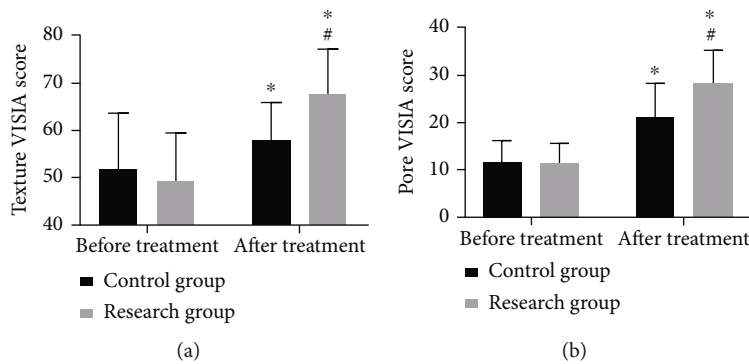 *
#
*
80
70
60
50
40
Texture VISIA score
Before treatment
After treatment
Control group
Research group
(a)
*
#
*
40
30
20
10
0
Pore VISIA score
Before treatment
After treatment
Control group
Research group
(b)